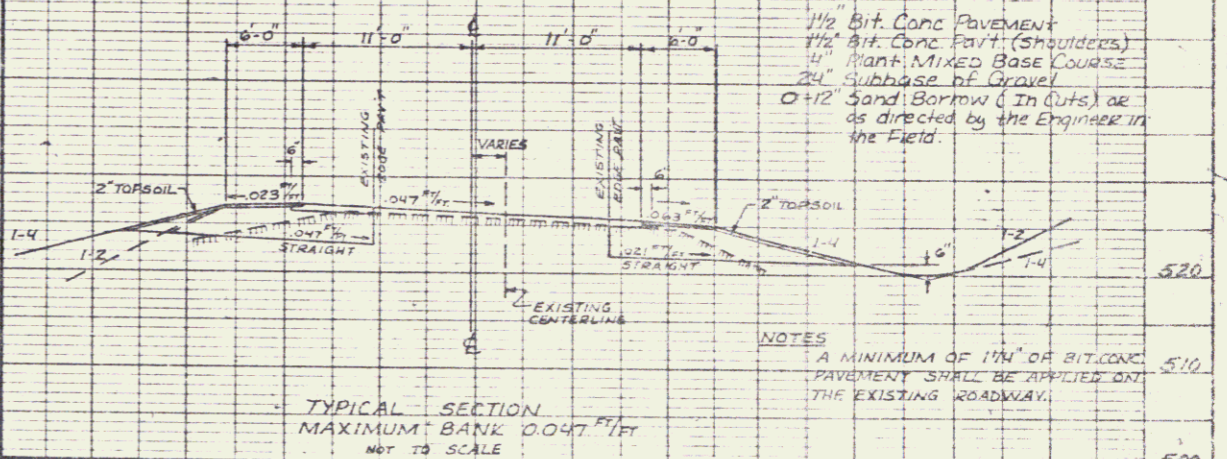 1½" Bit. Conc PAVEMENT
1½" Bit. Conc Pav't (Shoulders)
4" Plant MIXED Base COURSE
24" Subbase of Gravel
0-12" Sand Borrow (In Cuts) or
as directed by the Engineer in
the Field.
℄
6'-0" 11'-0" 11'-0" 6'-0"
EXISTING
EDGE PAV'T
VARIES
EXISTING
EDGE PAVT.
6"
6"
2" TOPSOIL
.023 FT/FT.
.047 FT/FT.
.063 FT/FT.
2" TOPSOIL
1-4
1-2
.047 FT/FT.
STRAIGHT
.021 FT/FT.
STRAIGHT
1-4
6"
1-2
1-4
520
EXISTING
CENTERLINE
℄
NOTES
A MINIMUM OF 1¼" OF BIT. CONC.
PAVEMENT SHALL BE APPLIED ON
THE EXISTING ROADWAY.
510
TYPICAL SECTION
MAXIMUM BANK 0.047 FT/FT
NOT TO SCALE